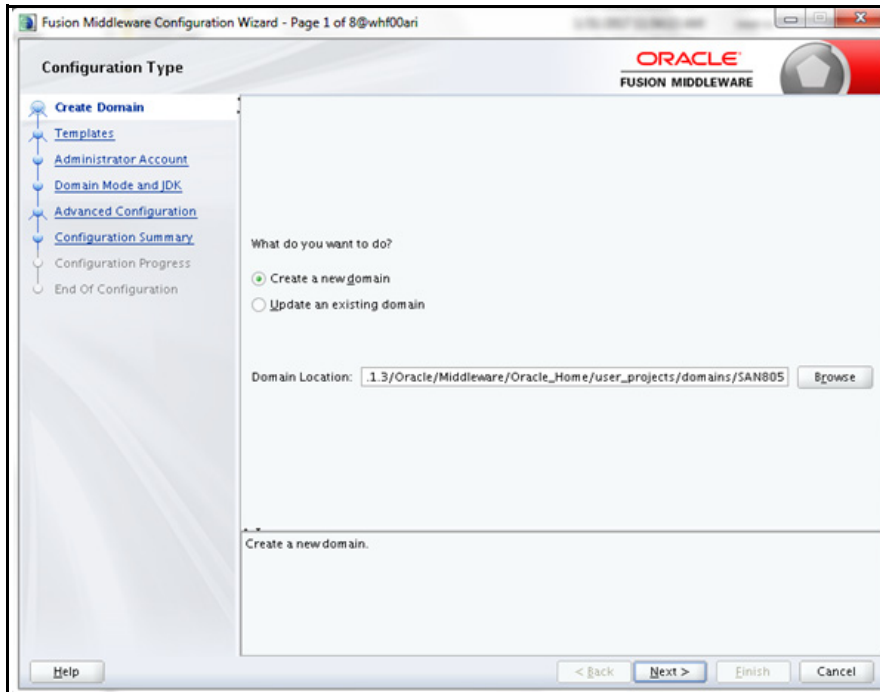 Fusion Middleware Configuration Wizard - Page 1 of 8@whf00ari
Configuration Type
ORACLE
FUSION MIDDLEWARE
Create Domain
Templates
Administrator Account
Domain Mode and JDK
Advanced Configuration
Configuration Summary
Configuration Progress
End Of Configuration
What do you want to do?
Create a new domain
Update an existing domain
Domain Location: .1.3/Oracle/Middleware/Oracle_Home/user_projects/domains/SAN805 Browse
Create a new domain.
Help < Back Next > Finish Cancel